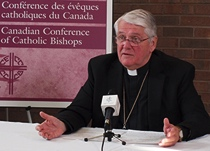 Conférence des évêques
catholiques du Canada
Canadian Conference
of Catholic Bishops